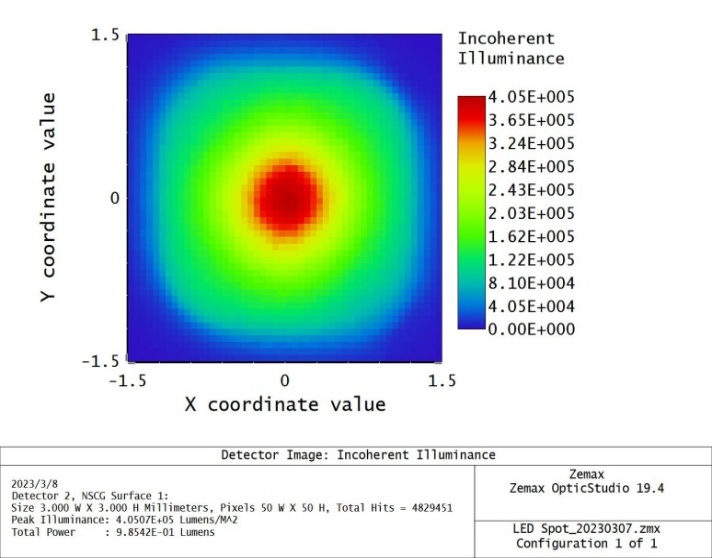 Incoherent
Illuminance
4.05E+005
3.65E+005
3.24E+005
2.84E+005
2.43E+005
2.03E+005
1.62E+005
1.22E+005
8.10E+004
4.05E+004
0.00E+000
Y coordinate value
1.5
0
-1.5
-1.5
0
1.5
X coordinate value
Detector Image: Incoherent Illuminance
2023/3/8
Detector 2, NSCG Surface 1:
Size 3.000 W X 3.000 H Millimeters, Pixels 50 W X 50 H, Total Hits = 4829451
Peak Illuminance: 4.0507E+05 Lumens/M^2
Total Power : 9.8542E-01 Lumens
Zemax
Zemax OpticStudio 19.4
LED Spot_20230307.zmx
Configuration 1 of 1